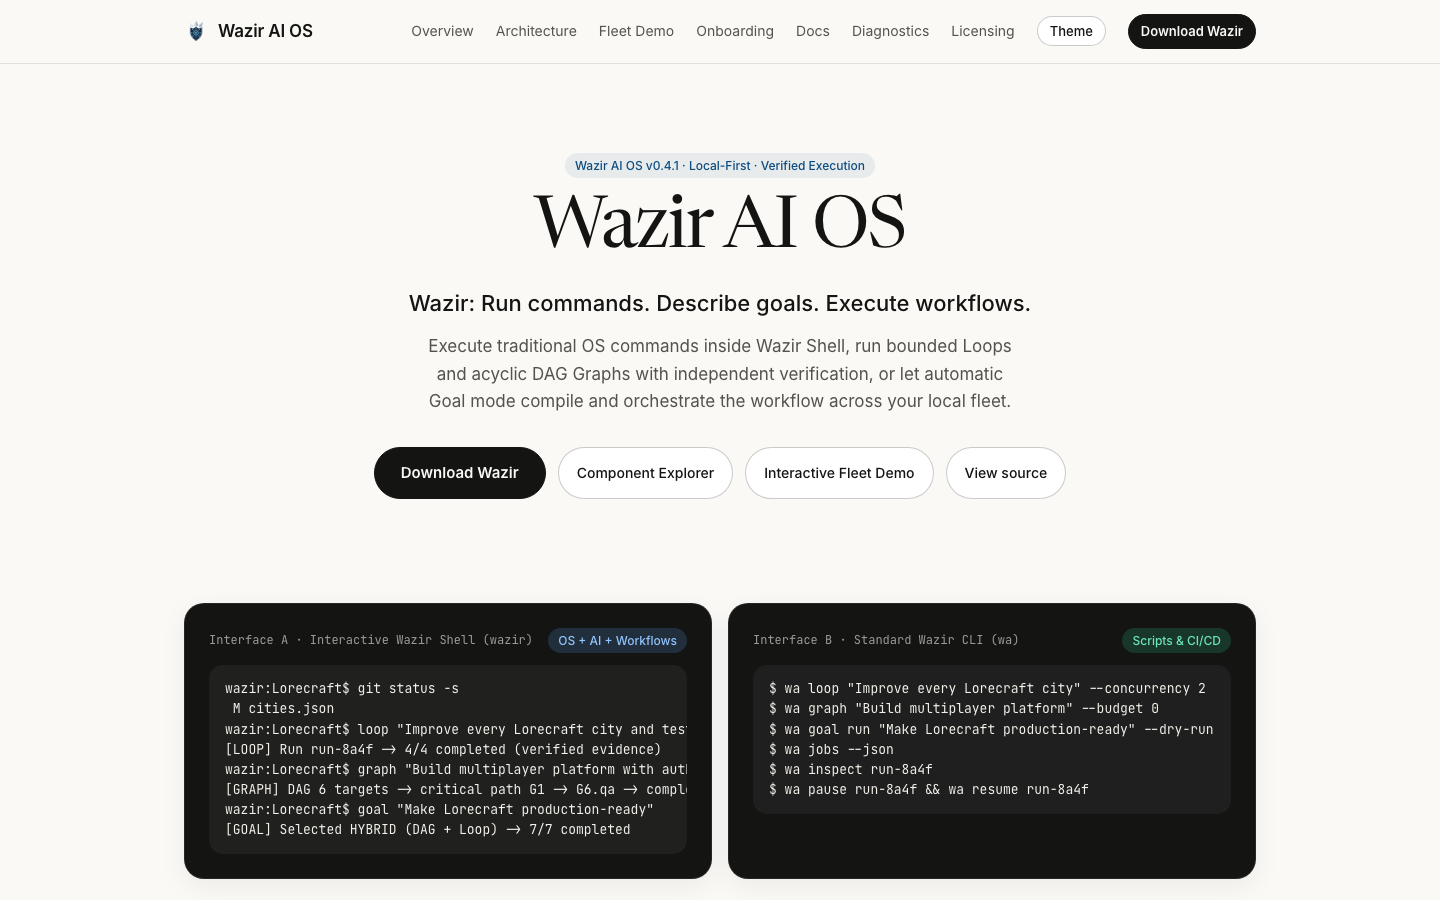 Wazir AI OS
Overview
Architecture
Fleet Demo
Onboarding
Docs
Diagnostics
Licensing
Theme
Download Wazir
Wazir AI OS v0.4.1 · Local-First · Verified Execution
Wazir AI OS
Wazir: Run commands. Describe goals. Execute workflows.
Execute traditional OS commands inside Wazir Shell, run bounded Loops
and acyclic DAG Graphs with independent verification, or let automatic
Goal mode compile and orchestrate the workflow across your local fleet.
Download Wazir
Component Explorer
Interactive Fleet Demo
View source
Interface A · Interactive Wazir Shell (wazir)
OS + AI + Workflows
wazir:Lorecraft$ git status -s
 M cities.json
wazir:Lorecraft$ loop "Improve every Lorecraft city and test
[LOOP] Run run-8a4f → 4/4 completed (verified evidence)
wazir:Lorecraft$ graph "Build multiplayer platform with auth
[GRAPH] DAG 6 targets → critical path G1 → G6.qa → comple
wazir:Lorecraft$ goal "Make Lorecraft production-ready"
[GOAL] Selected HYBRID (DAG + Loop) → 7/7 completed
Interface B · Standard Wazir CLI (wa)
Scripts & CI/CD
$ wa loop "Improve every Lorecraft city" --concurrency 2
$ wa graph "Build multiplayer platform" --budget 0
$ wa goal run "Make Lorecraft production-ready" --dry-run
$ wa jobs --json
$ wa inspect run-8a4f
$ wa pause run-8a4f && wa resume run-8a4f